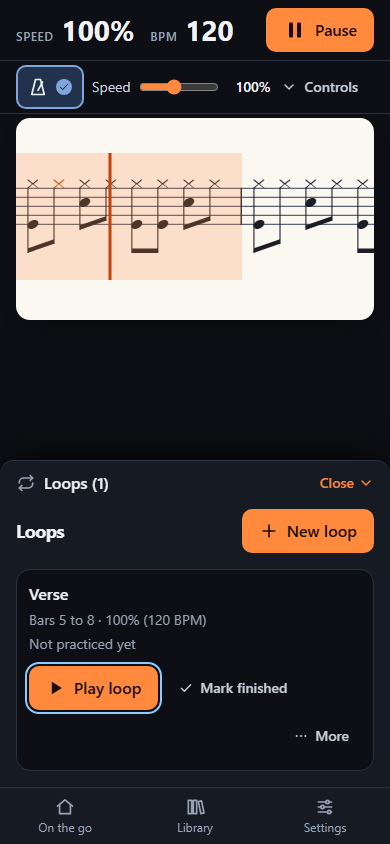 SPEED 100% BPM 120 Pause
Speed 100% Controls
Loops (1) Close
Loops New loop
Verse
Bars 5 to 8 · 100% (120 BPM)
Not practiced yet
Play loop Mark finished
··· More
On the go Library Settings